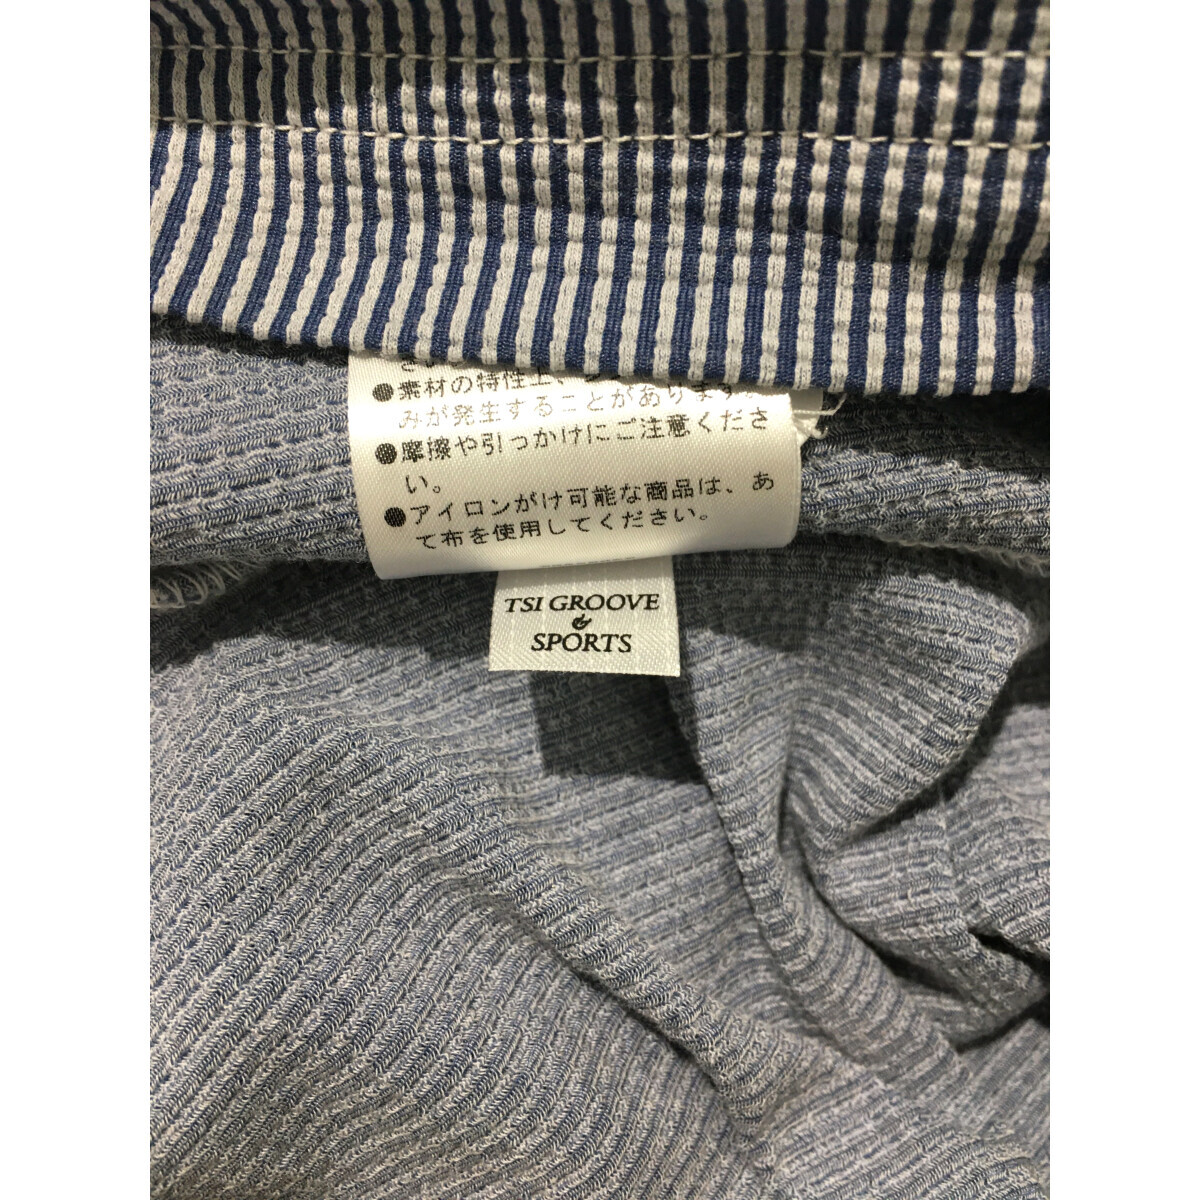 ●素材の特性上、
みが発生することがあります
●摩擦や引っかけにご注意くださ
い。
●アイロンがけ可能な商品は、あ
て布を使用してください。
TSI GROOVE
&
SPORTS